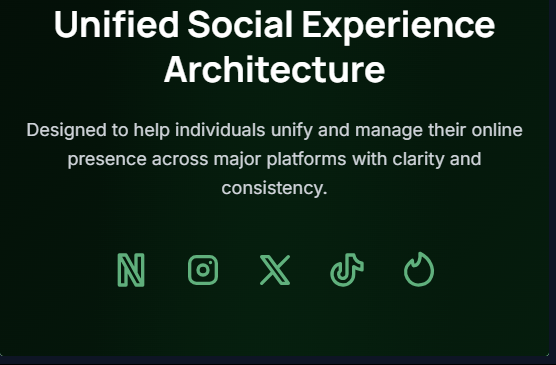 Unified Social Experience
Architecture
Designed to help individuals unify and manage their online
presence across major platforms with clarity and
consistency.